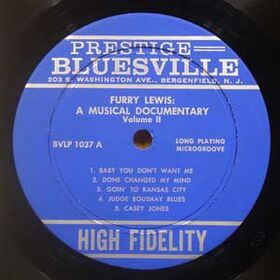 PRESTIGE
BLUESVILLE
203 S. WASHINGTON AVE., BERGENFIELD, N. J.
FURRY LEWIS:
A MUSICAL DOCUMENTARY
Volume II
BVLP 1037 A
LONG PLAYING
MICROGROOVE
1. BABY YOU DON'T WANT ME
2. DONE CHANGED MY MIND
3. GOIN' TO KANSAS CITY
4. JUDGE BOUSHAY BLUES
5. CASEY JONES
HIGH FIDELITY